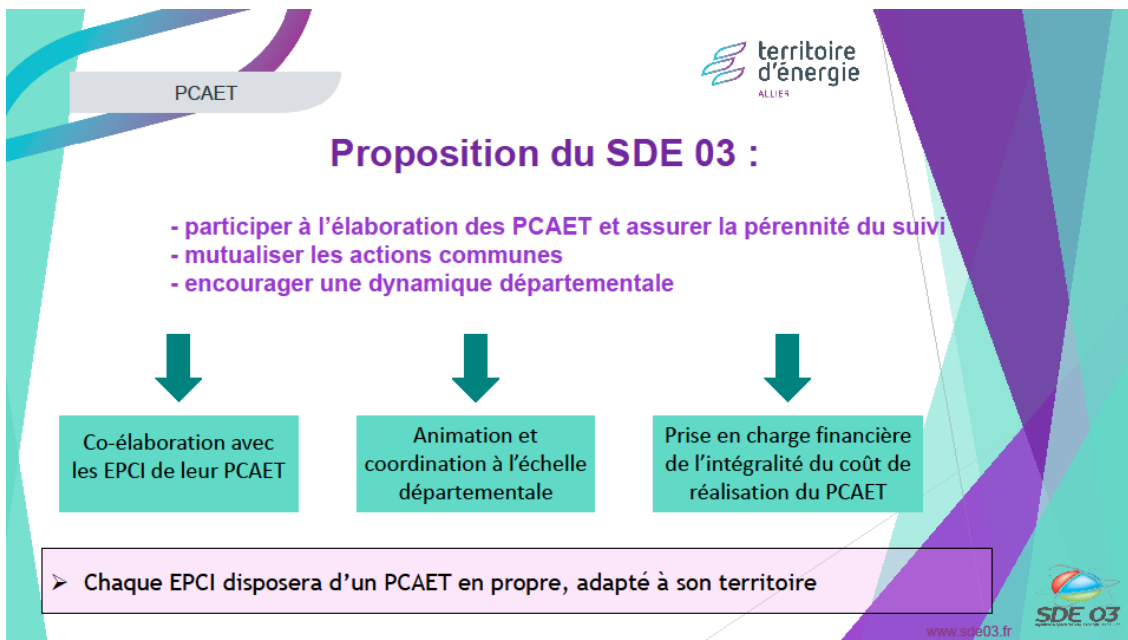 PCAET
territoire
d'énergie
ALLIER
Proposition du SDE 03 :
- participer à l'élaboration des PCAET et assurer la pérennité du suivi
- mutualiser les actions communes
- encourager une dynamique départementale
Co-élaboration avec
les EPCI de leur PCAET
Animation et
coordination à l'échelle
départementale
Prise en charge financière
de l'intégralité du coût de
réalisation du PCAET
➢ Chaque EPCI disposera d'un PCAET en propre, adapté à son territoire
SDE 03
www.sde03.fr